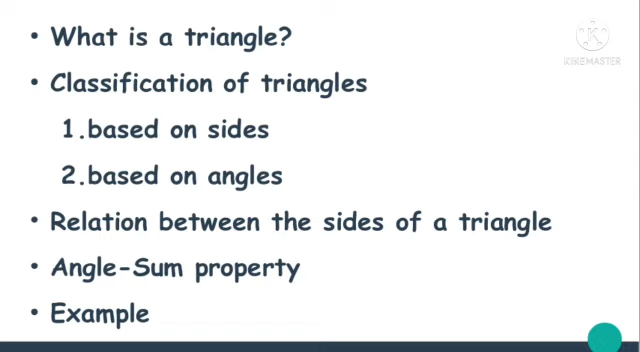 • What is a triangle?
• Classification of triangles
1.based on sides
2.based on angles
• Relation between the sides of a triangle
• Angle-Sum property
• Example
K
KINEMASTER